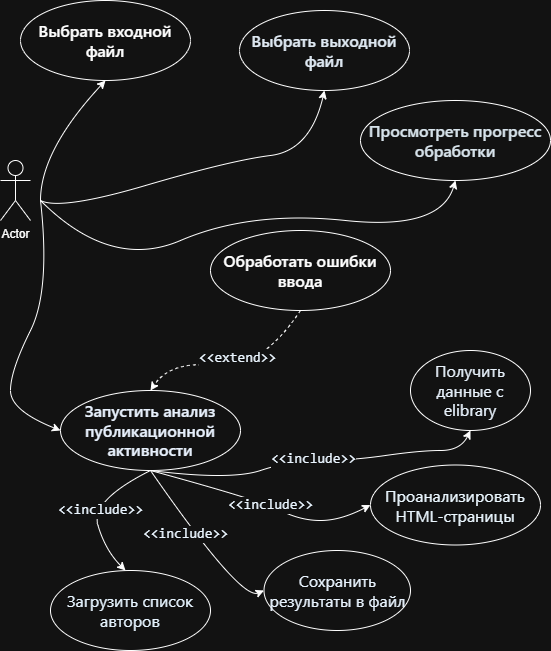 Выбрать входной
файл
Выбрать выходной
файл
Просмотреть прогресс
обработки
Actor
Обработать ошибки
ввода
<<extend>>
Запустить анализ
публикационной
активности
Получить
данные с
elibrary
<<include>>
Проанализировать
HTML-страницы
<<include>>
<<include>>
<<include>>
Загрузить список
авторов
Сохранить
результаты в файл